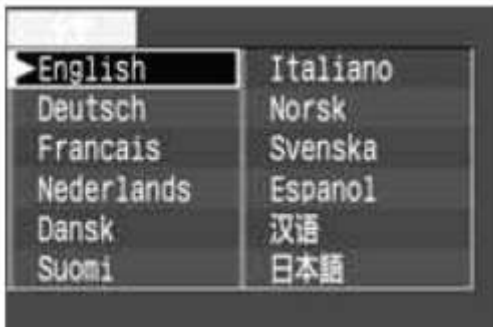 English
Deutsch
Francais
Nederlands
Dansk
Suomi
Italiano
Norsk
Svenska
Espanol
汉语
日本語